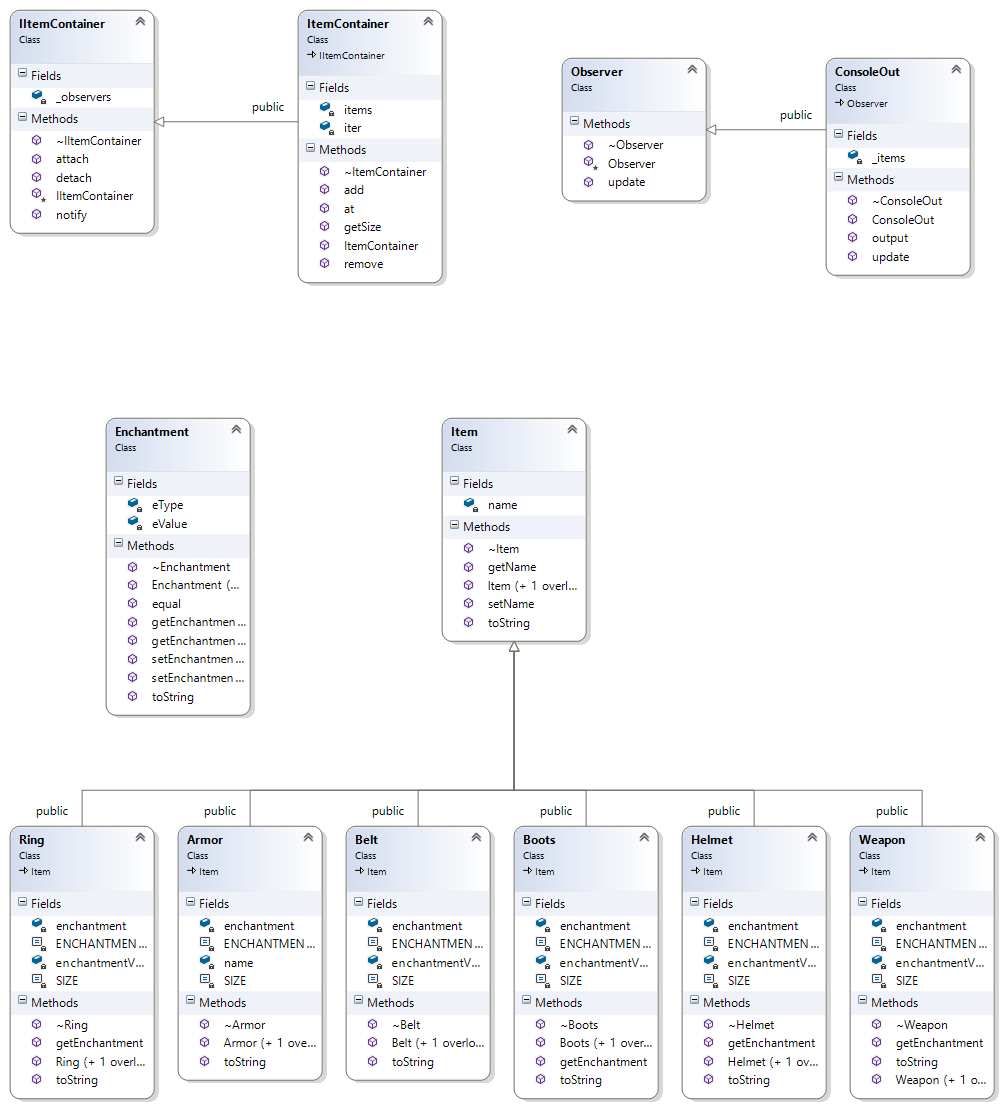 IItemContainer
Class
Fields
_observers
Methods
~IItemContainer
attach
detach
IItemContainer
notify
public
ItemContainer
Class
IItemContainer
Fields
items
iter
Methods
~ItemContainer
add
at
getSize
ItemContainer
remove
Observer
Class
Methods
~Observer
Observer
update
public
ConsoleOut
Class
Observer
Fields
_items
Methods
~ConsoleOut
ConsoleOut
output
update
Enchantment
Class
Fields
eType
eValue
Methods
~Enchantment
Enchantment (...
equal
getEnchantmen...
getEnchantmen...
setEnchantmen...
setEnchantmen...
toString
Item
Class
Fields
name
Methods
~Item
getName
Item (+ 1 overl...
setName
toString
public
Ring
Class
Item
Fields
enchantment
ENCHANTMEN...
enchantmentV...
SIZE
Methods
~Ring
getEnchantment
Ring (+ 1 overl...
toString
public
Armor
Class
Item
Fields
enchantment
ENCHANTMEN...
name
SIZE
Methods
~Armor
Armor (+ 1 ove...
toString
public
Belt
Class
Item
Fields
enchantment
ENCHANTMEN...
enchantmentV...
SIZE
Methods
~Belt
Belt (+ 1 overlo...
toString
public
Boots
Class
Item
Fields
enchantment
ENCHANTMEN...
enchantmentV...
SIZE
Methods
~Boots
Boots (+ 1 over...
getEnchantment
toString
public
Helmet
Class
Item
Fields
enchantment
ENCHANTMEN...
enchantmentV...
SIZE
Methods
~Helmet
getEnchantment
Helmet (+ 1 ov...
toString
public
Weapon
Class
Item
Fields
enchantment
ENCHANTMEN...
enchantmentV...
SIZE
Methods
~Weapon
getEnchantment
toString
Weapon (+ 1 o...